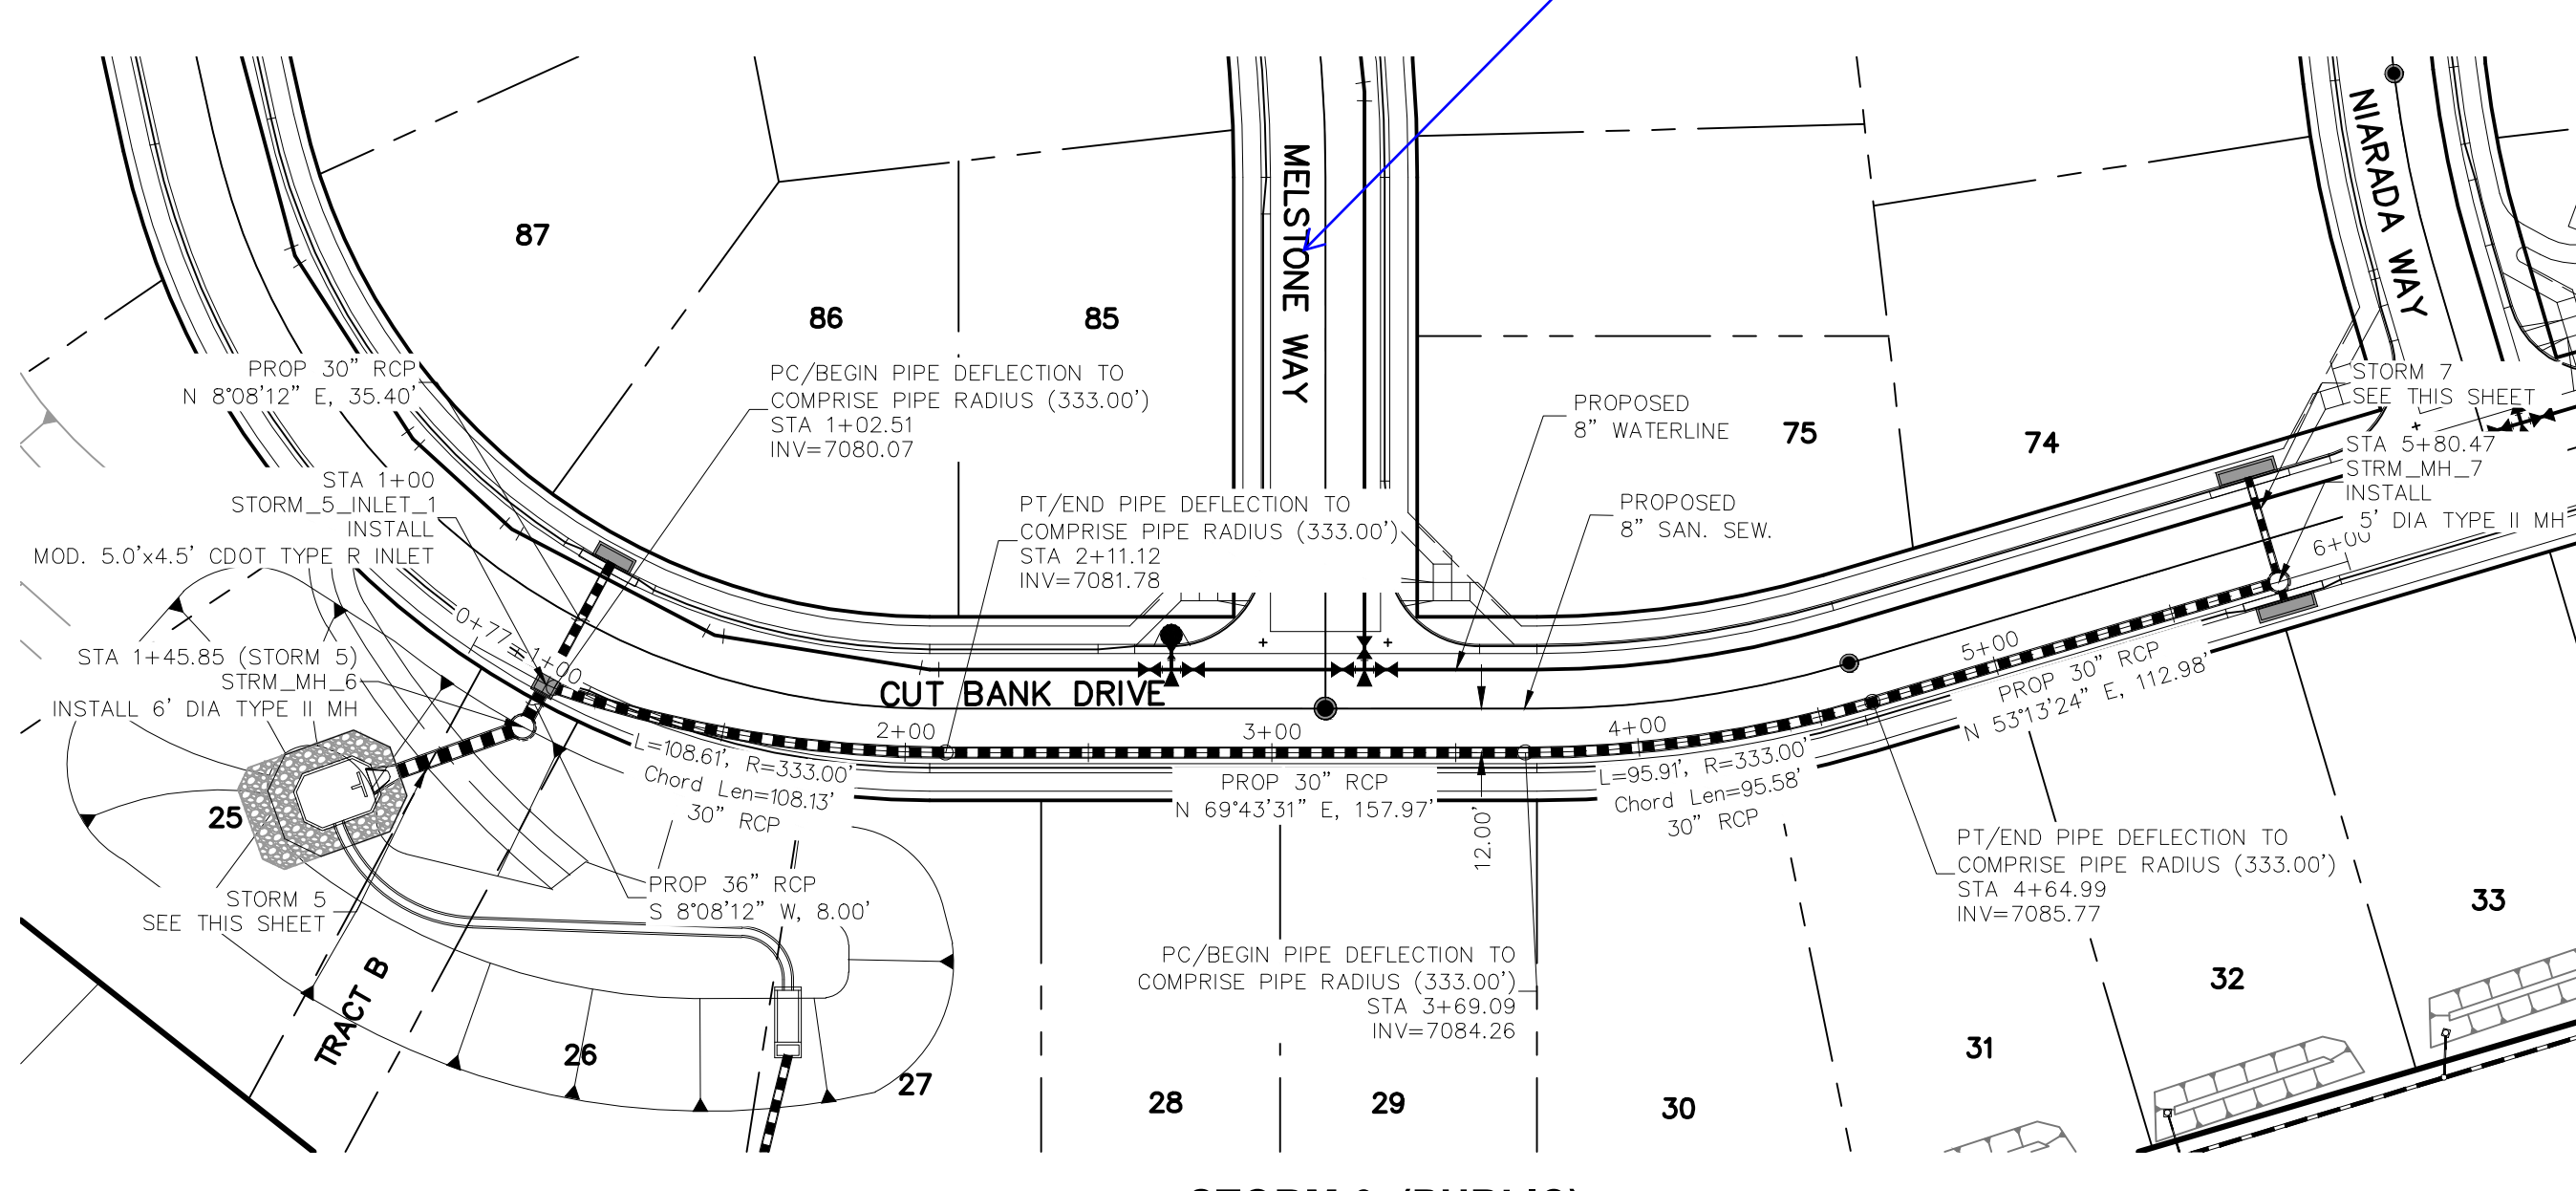 MELSTONE WAY
NIARADA WAY
87
86
85
PROP 30" RCP
N 8°08'12" E, 35.40'
PC/BEGIN PIPE DEFLECTION TO
COMPRISE PIPE RADIUS (333.00')
STA 1+02.51
INV=7080.07
PROPOSED
8" WATERLINE
75
74
STORM 7
SEE THIS SHEET
STA 5+80.47
STRM_MH_7
INSTALL
5' DIA TYPE II MH
6+00
STA 1+00
STORM_5_INLET_1
INSTALL
MOD. 5.0'x4.5' CDOT TYPE R INLET
PT/END PIPE DEFLECTION TO
COMPRISE PIPE RADIUS (333.00')
STA 2+11.12
INV=7081.78
PROPOSED
8" SAN. SEW.
0+77
1+00
STA 1+45.85 (STORM 5)
STRM_MH_6
INSTALL 6' DIA TYPE II MH
CUT BANK DRIVE
2+00
3+00
4+00
5+00
PROP 30" RCP
N 53°13'24" E, 112.98'
L=108.61', R=333.00'
Chord Len=108.13'
30" RCP
PROP 30" RCP
N 69°43'31" E, 157.97'
12.00'
L=95.91', R=333.00'
Chord Len=95.58'
30" RCP
25
STORM 5
SEE THIS SHEET
PROP 36" RCP
S 8°08'12" W, 8.00'
PT/END PIPE DEFLECTION TO
COMPRISE PIPE RADIUS (333.00')
STA 4+64.99
INV=7085.77
PC/BEGIN PIPE DEFLECTION TO
COMPRISE PIPE RADIUS (333.00')
STA 3+69.09
INV=7084.26
TRACT B
26
27
28
29
30
31
32
33